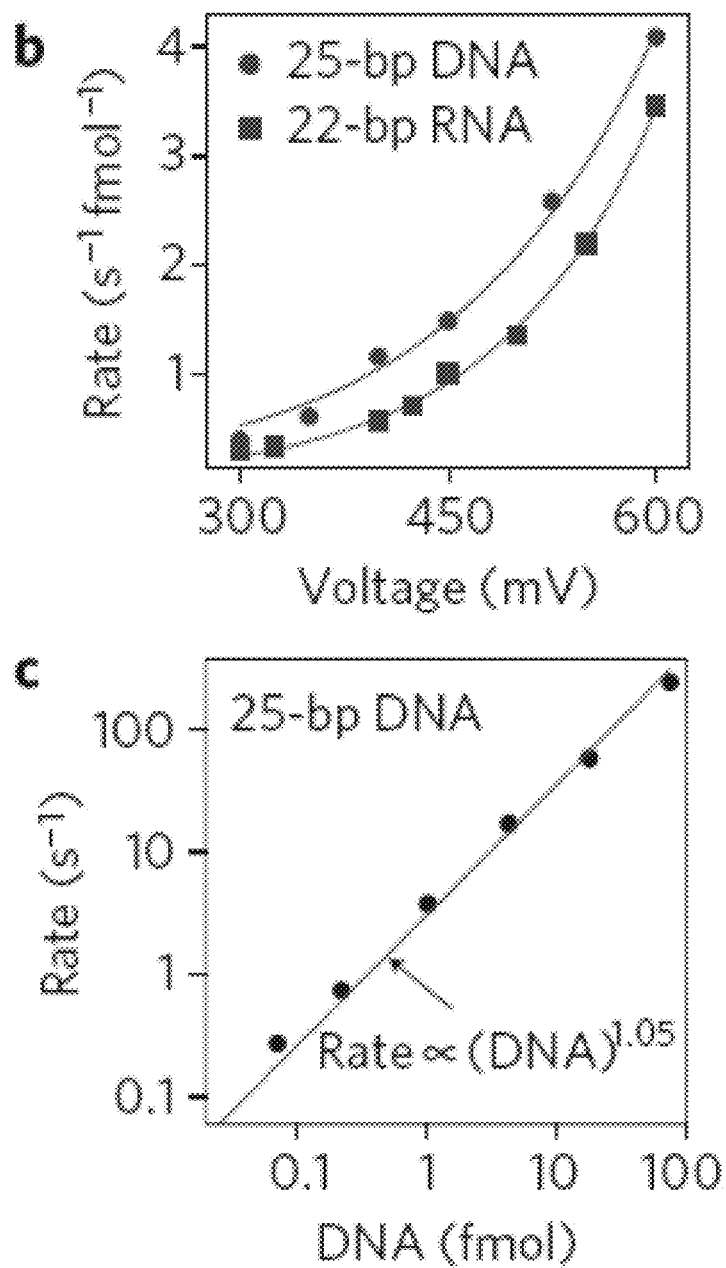 b
4
3
2
1
Rate (s⁻¹ fmol⁻¹)
25-bp DNA
22-bp RNA
300 450 600
Voltage (mV)
c
100
10
1
0.1
Rate (s⁻¹)
25-bp DNA
Rate ∝ (DNA)¹·⁰⁵
0.1 1 10 100
DNA (fmol)